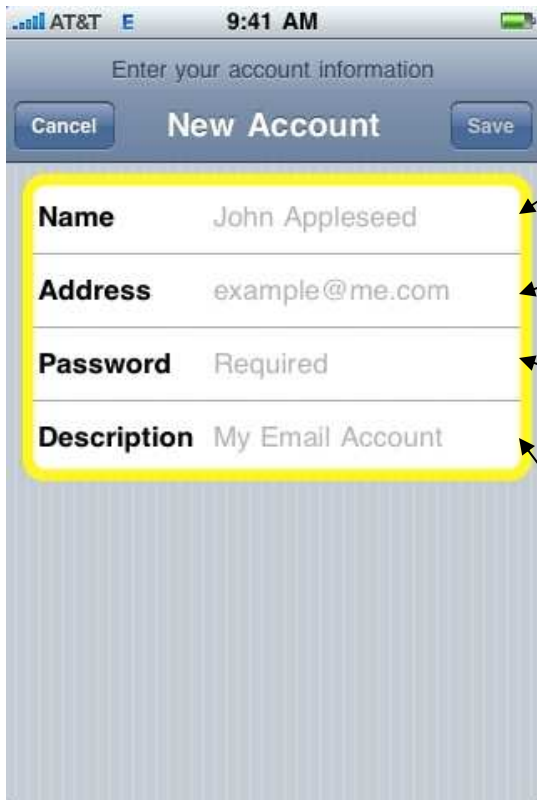 AT&T E 9:41 AM
Enter your account information
Cancel New Account Save
Name John Appleseed
Address example@me.com
Password Required
Description My Email Account